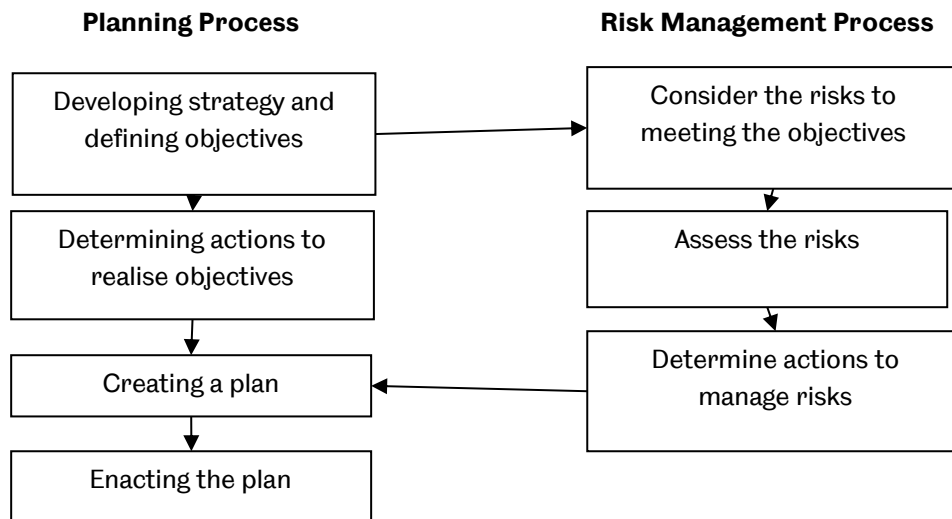 Planning Process
Developing strategy and
defining objectives
Determining actions to
realise objectives
Creating a plan
Enacting the plan
Risk Management Process
Consider the risks to
meeting the objectives
Assess the risks
Determine actions to
manage risks